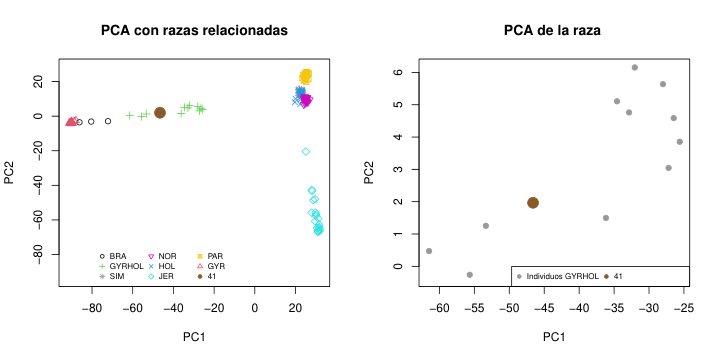 PCA con razas relacionadas
20
0
−20
−40
−60
−80
PC2
BRA NOR PAR
GYRHOL HOL GYR
SIM JER 41
−80 −60 −40 −20 0 20
PC1
PCA de la raza
6
5
4
3
2
1
0
PC2
Individuos GYRHOL 41
−60 −55 −50 −45 −40 −35 −30 −25
PC1